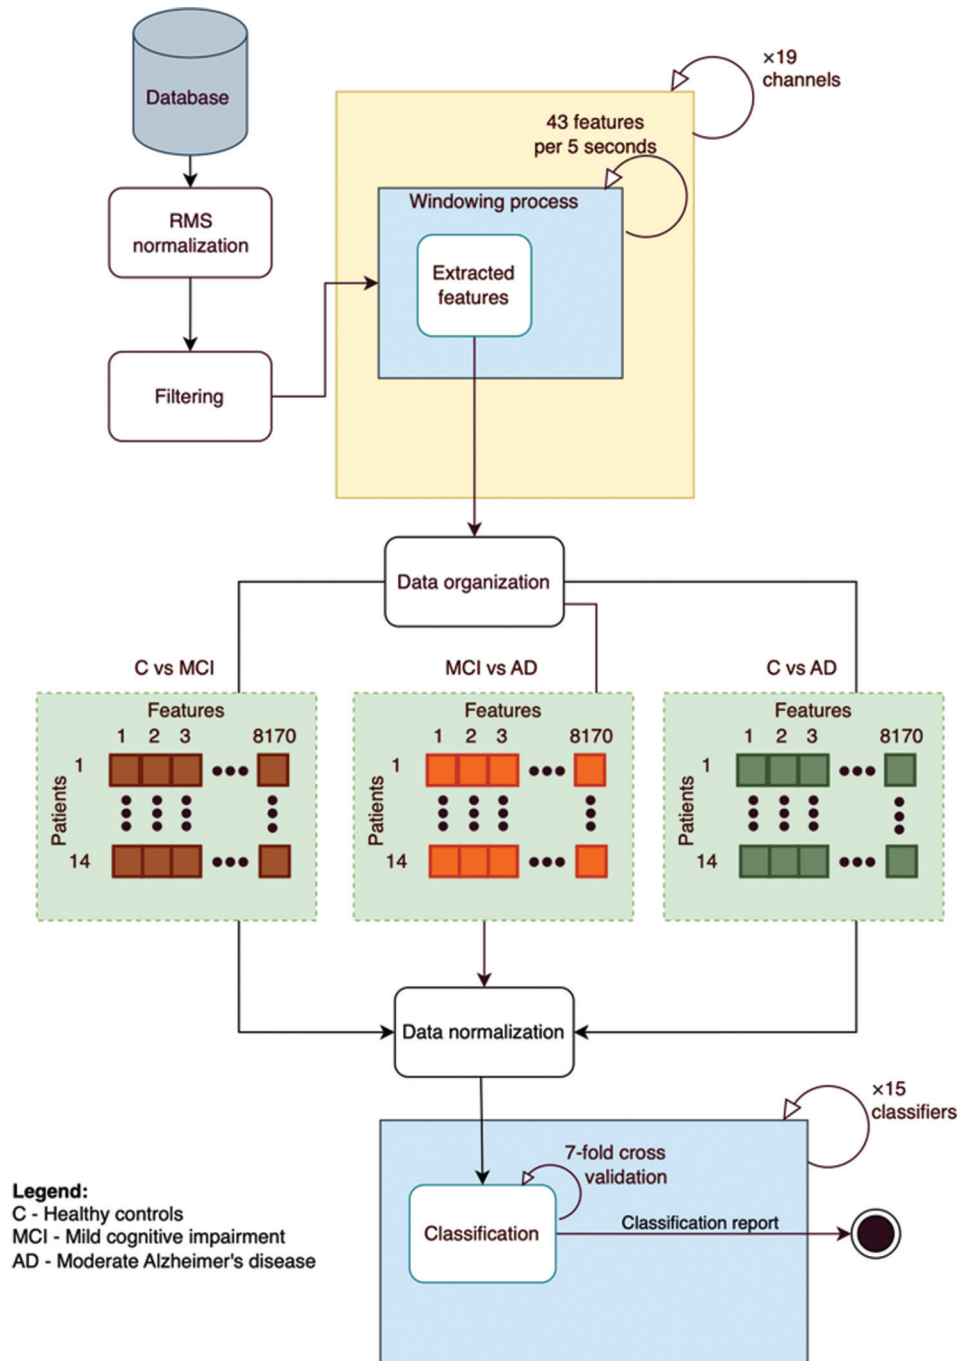 Database
×19
channels
43 features
per 5 seconds
Windowing process
RMS
normalization
Extracted
features
Filtering
Data organization
C vs MCI
MCI vs AD
C vs AD
Features
1 2 3 8170
Patients
1
14
Features
1 2 3 8170
Patients
1
14
Features
1 2 3 8170
Patients
1
14
Data normalization
×15
classifiers
7-fold cross
validation
Classification
Classification report
Legend:
C - Healthy controls
MCI - Mild cognitive impairment
AD - Moderate Alzheimer's disease